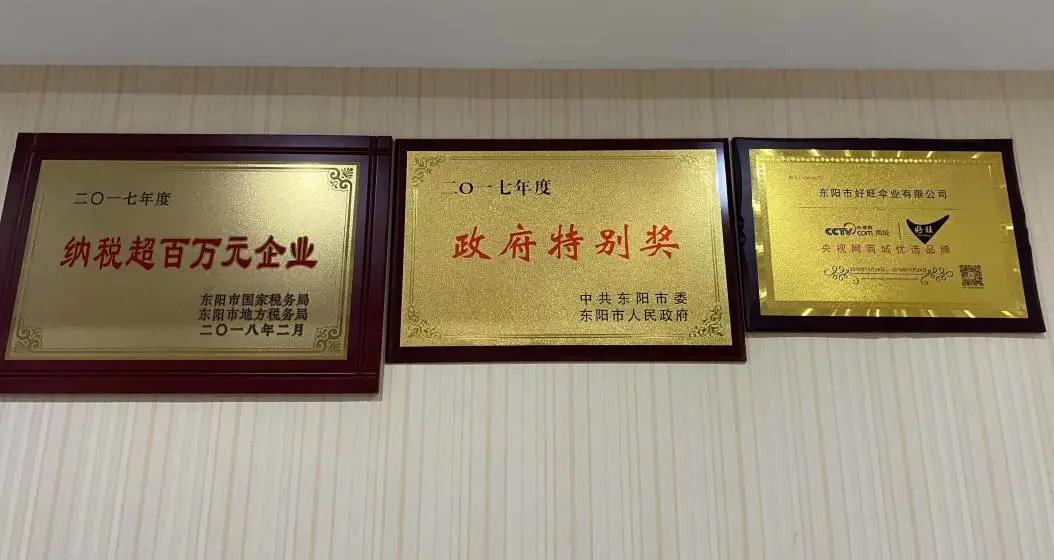 二〇一七年度
纳税超百万元企业
东阳市国家税务局
东阳市地方税务局
二〇一八年二月
二〇一七年度
政府特别奖
中共东阳市委
东阳市人民政府
东阳市好旺伞业有限公司
CCTV.com 商城
好旺
央视网商城优选品牌